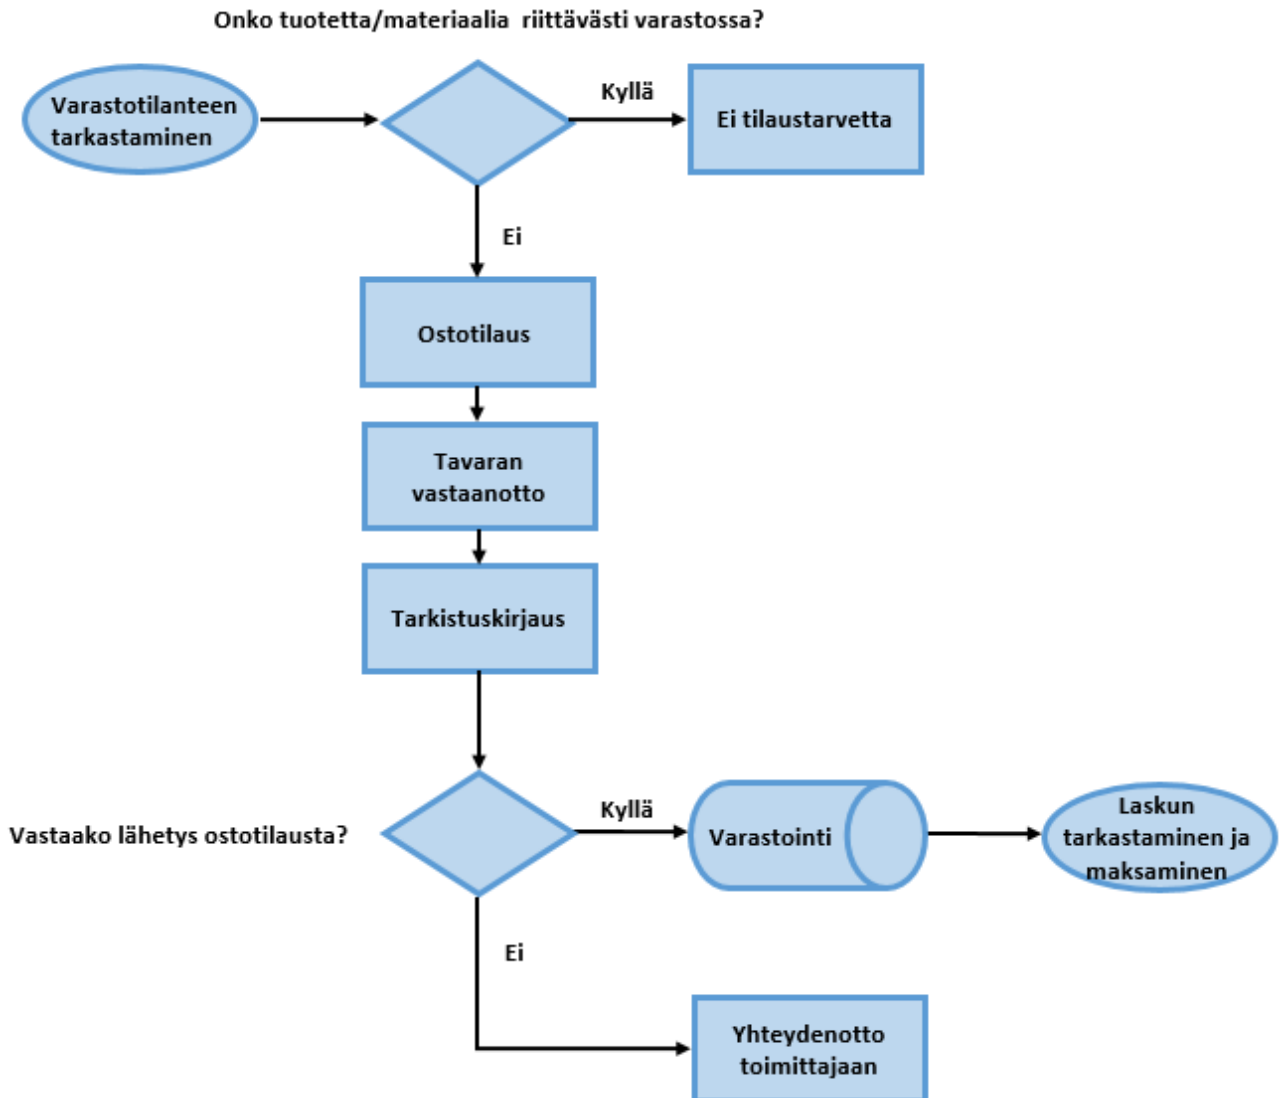 Onko tuotetta/materiaalia riittävästi varastossa?
Varastotilanteen
tarkastaminen
Kyllä
Ei tilaustarvetta
Ei
Ostotilaus
Tavaran
vastaanotto
Tarkistuskirjaus
Vastaako lähetys ostotilausta?
Kyllä
Varastointi
Laskun
tarkastaminen ja
maksaminen
Ei
Yhteydenotto
toimittajaan